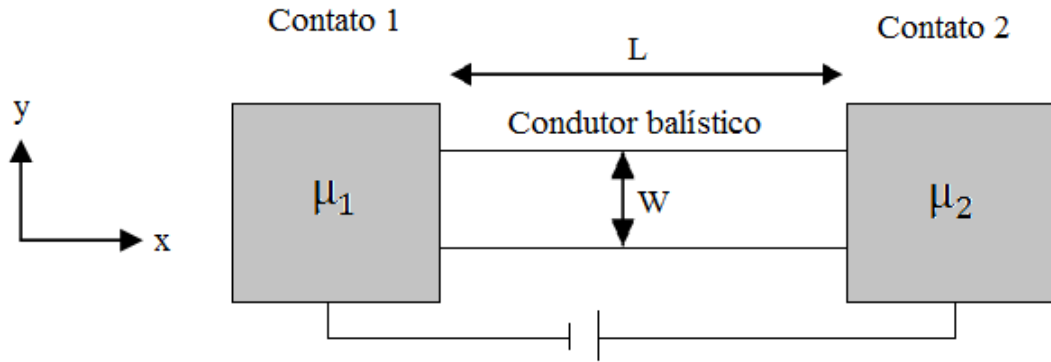 Contato 1
Contato 2
L
y
Condutor balístico
μ1
W
μ2
x